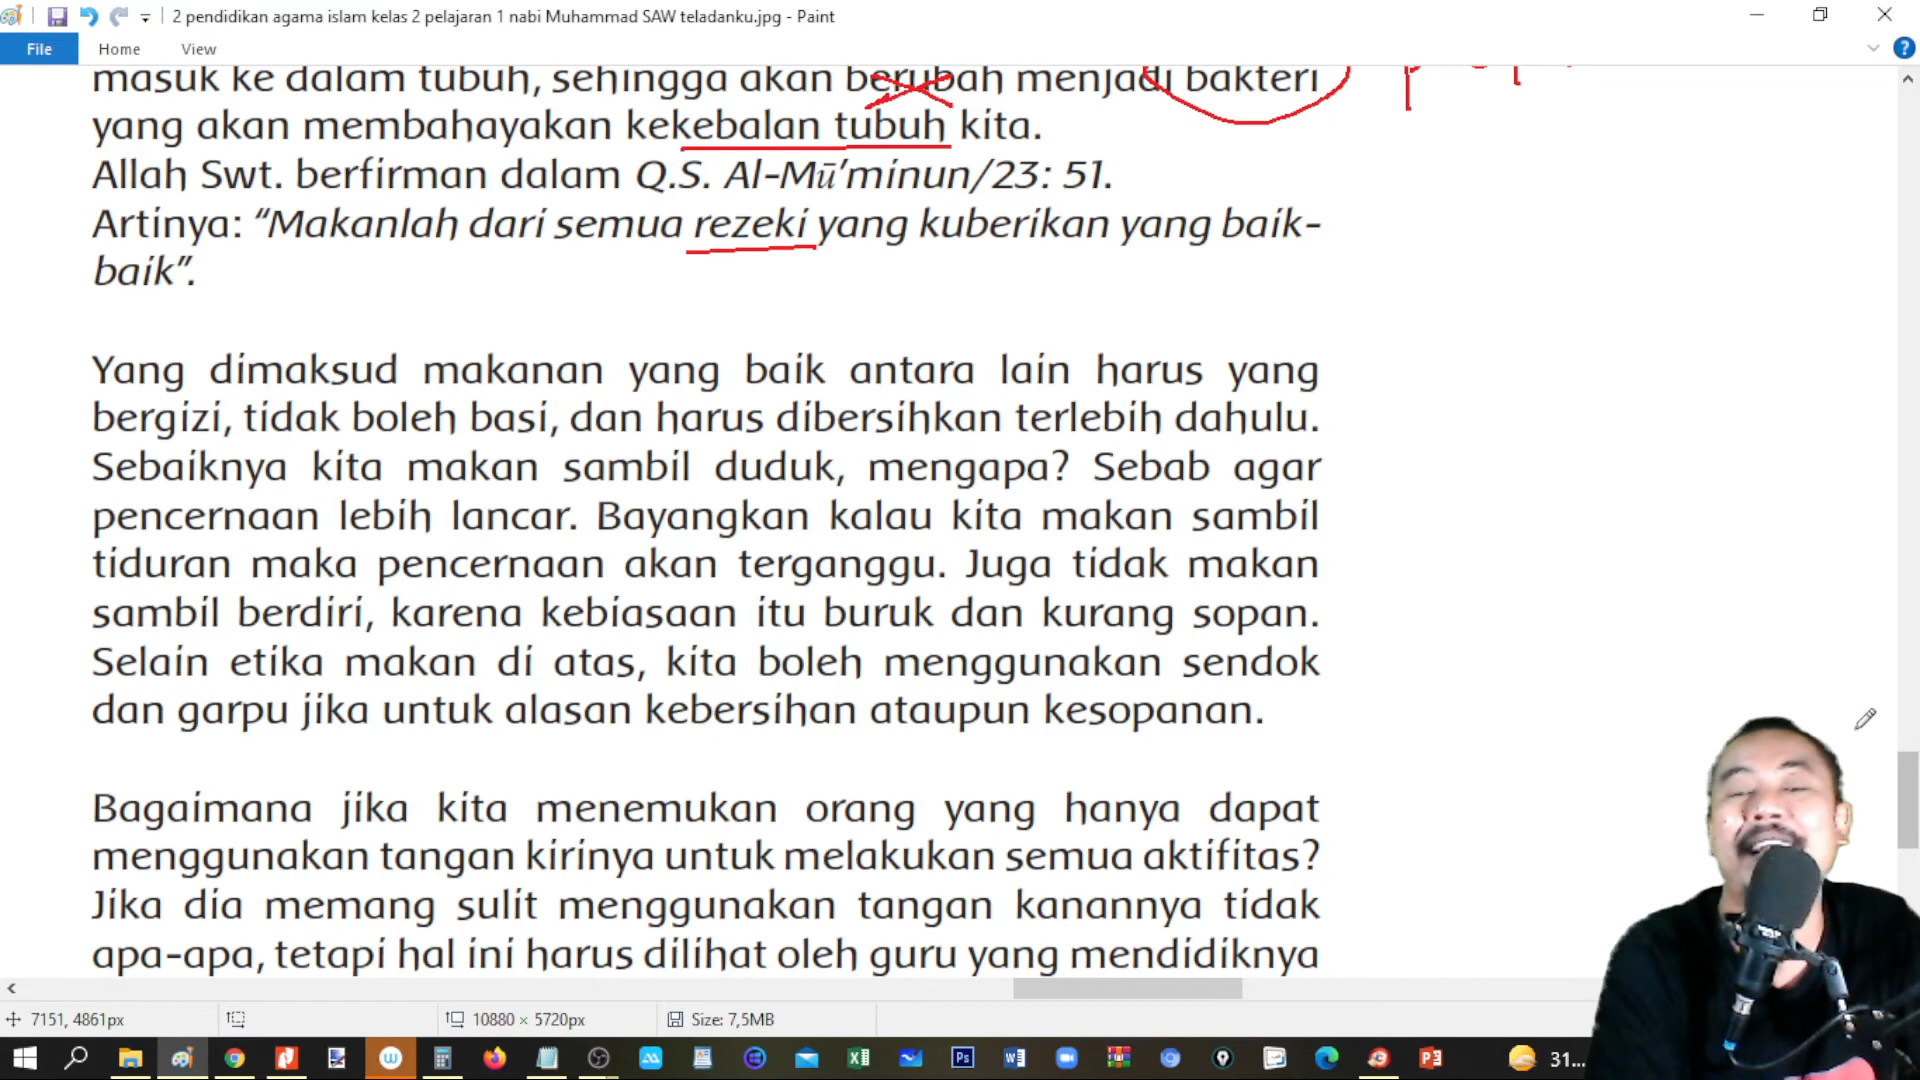 2 pendidikan agama islam kelas 2 pelajaran 1 nabi Muhammad SAW teladanku.jpg - Paint
File Home View
masuk ke dalam tubuh, sehingga akan berubah menjadi bakteri
yang akan membahayakan kekebalan tubuh kita.
Allah Swt. berfirman dalam Q.S. Al-Mū'minun/23: 51.
Artinya: “Makanlah dari semua rezeki yang kuberikan yang baik-
baik”.
Yang dimaksud makanan yang baik antara lain harus yang
bergizi, tidak boleh basi, dan harus dibersihkan terlebih dahulu.
Sebaiknya kita makan sambil duduk, mengapa? Sebab agar
pencernaan lebih lancar. Bayangkan kalau kita makan sambil
tiduran maka pencernaan akan terganggu. Juga tidak makan
sambil berdiri, karena kebiasaan itu buruk dan kurang sopan.
Selain etika makan di atas, kita boleh menggunakan sendok
dan garpu jika untuk alasan kebersihan ataupun kesopanan.
Bagaimana jika kita menemukan orang yang hanya dapat
menggunakan tangan kirinya untuk melakukan semua aktifitas?
Jika dia memang sulit menggunakan tangan kanannya tidak
apa-apa, tetapi hal ini harus dilihat oleh guru yang mendidiknya
7151, 4861px 10880 × 5720px Size: 7,5MB
31...